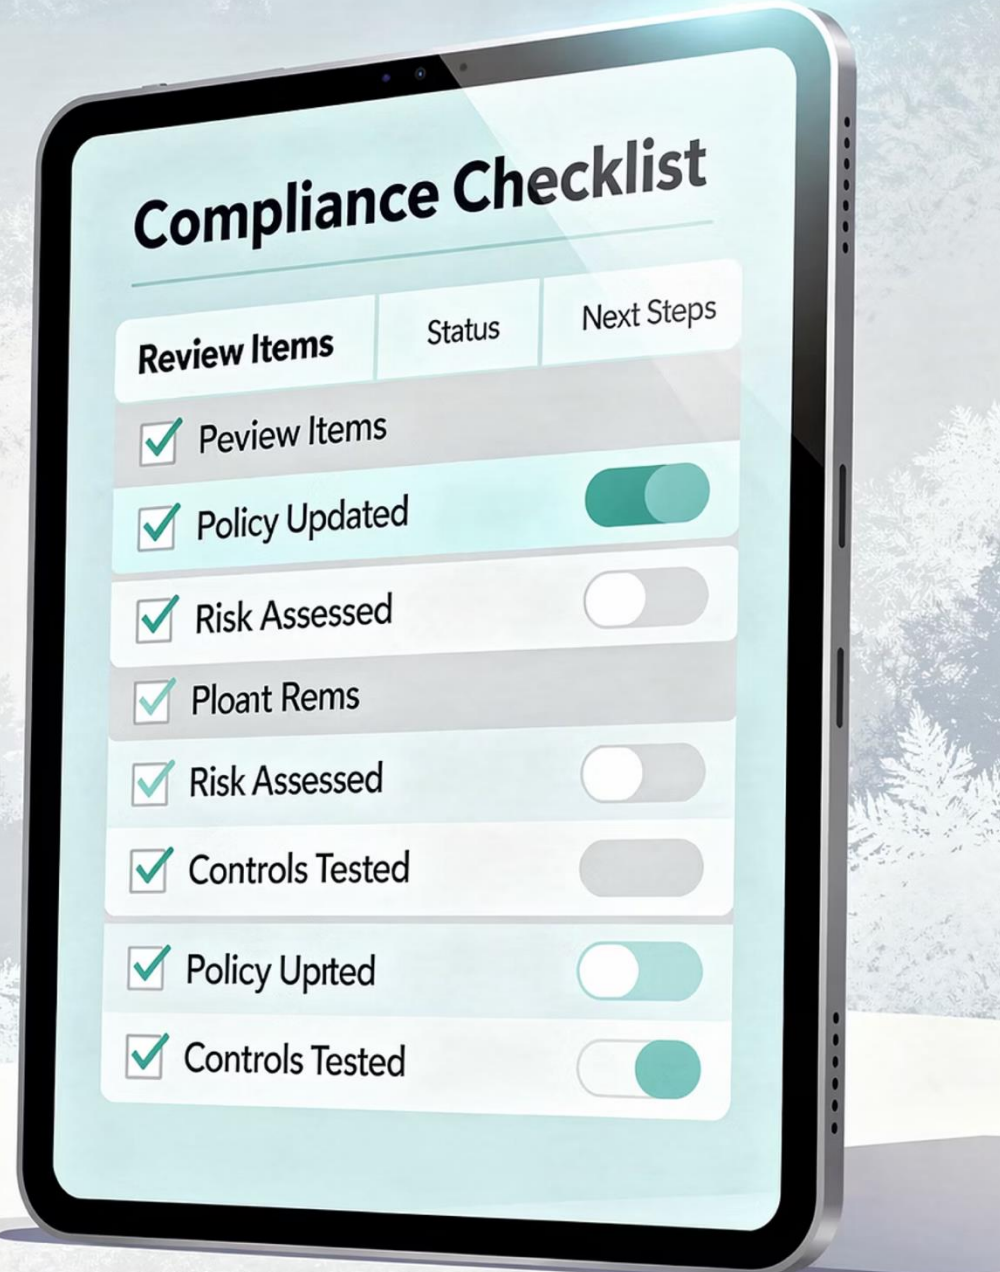 Compliance Checklist
Review Items Status Next Steps
Peview Items
Policy Updated
Risk Assessed
Ploant Rems
Risk Assessed
Controls Tested
Policy Uprted
Controls Tested